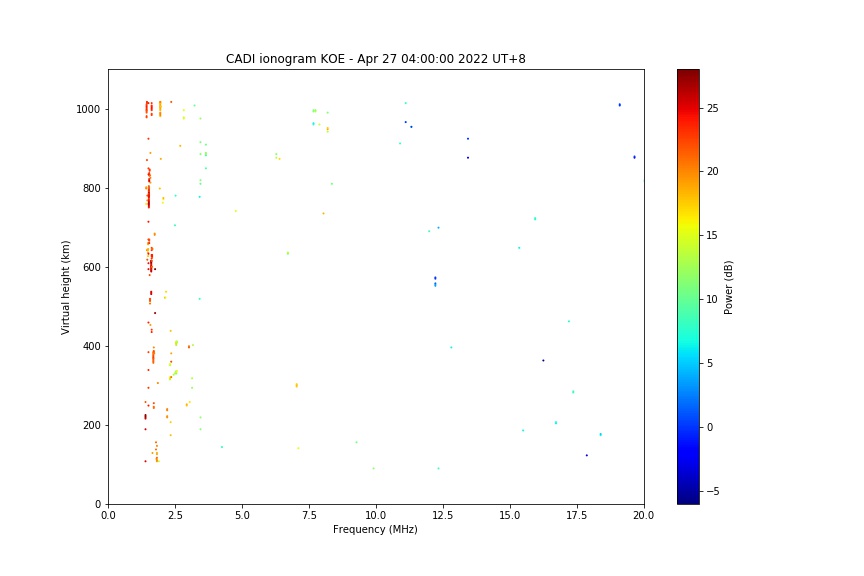 CADI ionogram KOE - Apr 27 04:00:00 2022 UT+8
1000
800
600
400
200
0
Virtual height (km)
0.0 2.5 5.0 7.5 10.0 12.5 15.0 17.5 20.0
Frequency (MHz)
25
20
15
10
5
0
−5
Power (dB)